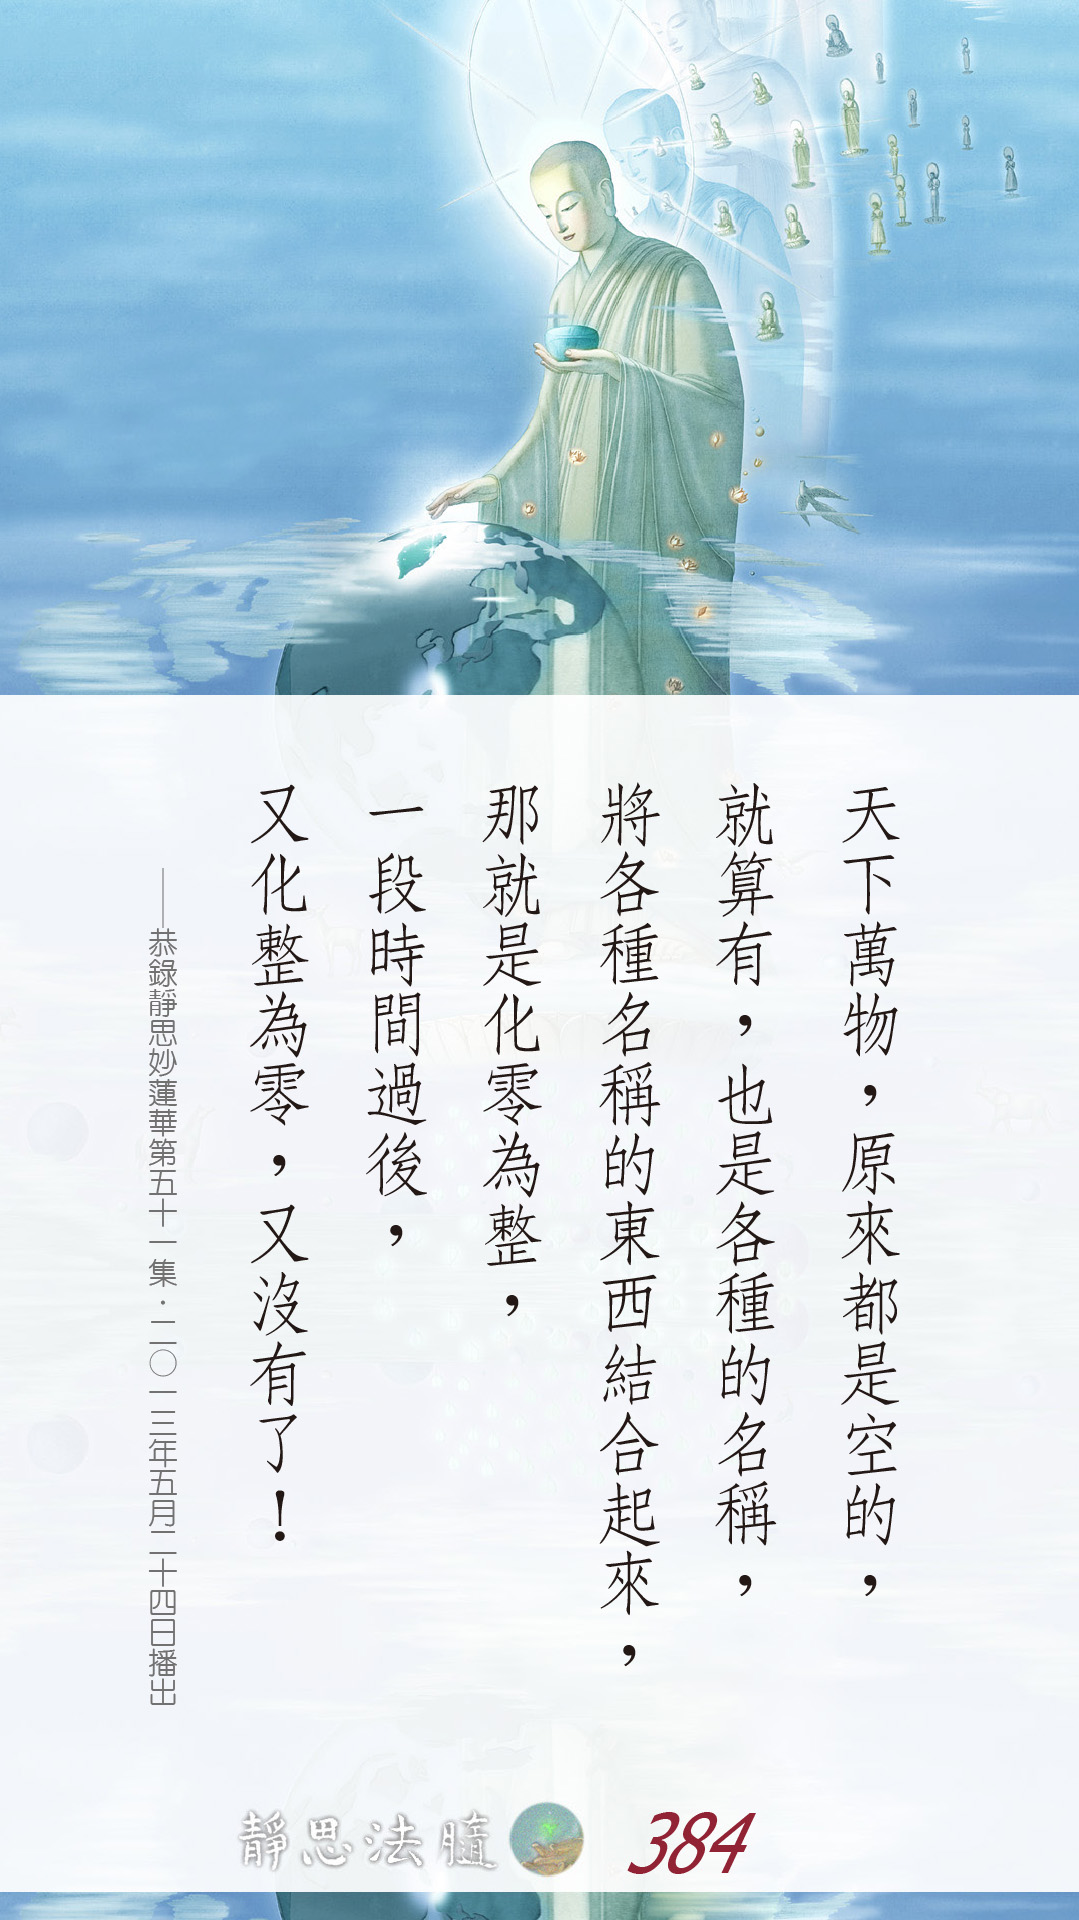 天下萬物，原來都是空的，
就算有，也是各種的名稱，
將各種名稱的東西結合起來，
那就是化零為整，
一段時間過後，
又化整為零，又沒有了！
——恭錄靜思妙蓮華第五十一集·二〇一三年五月二十四日播出
靜思法髓 384